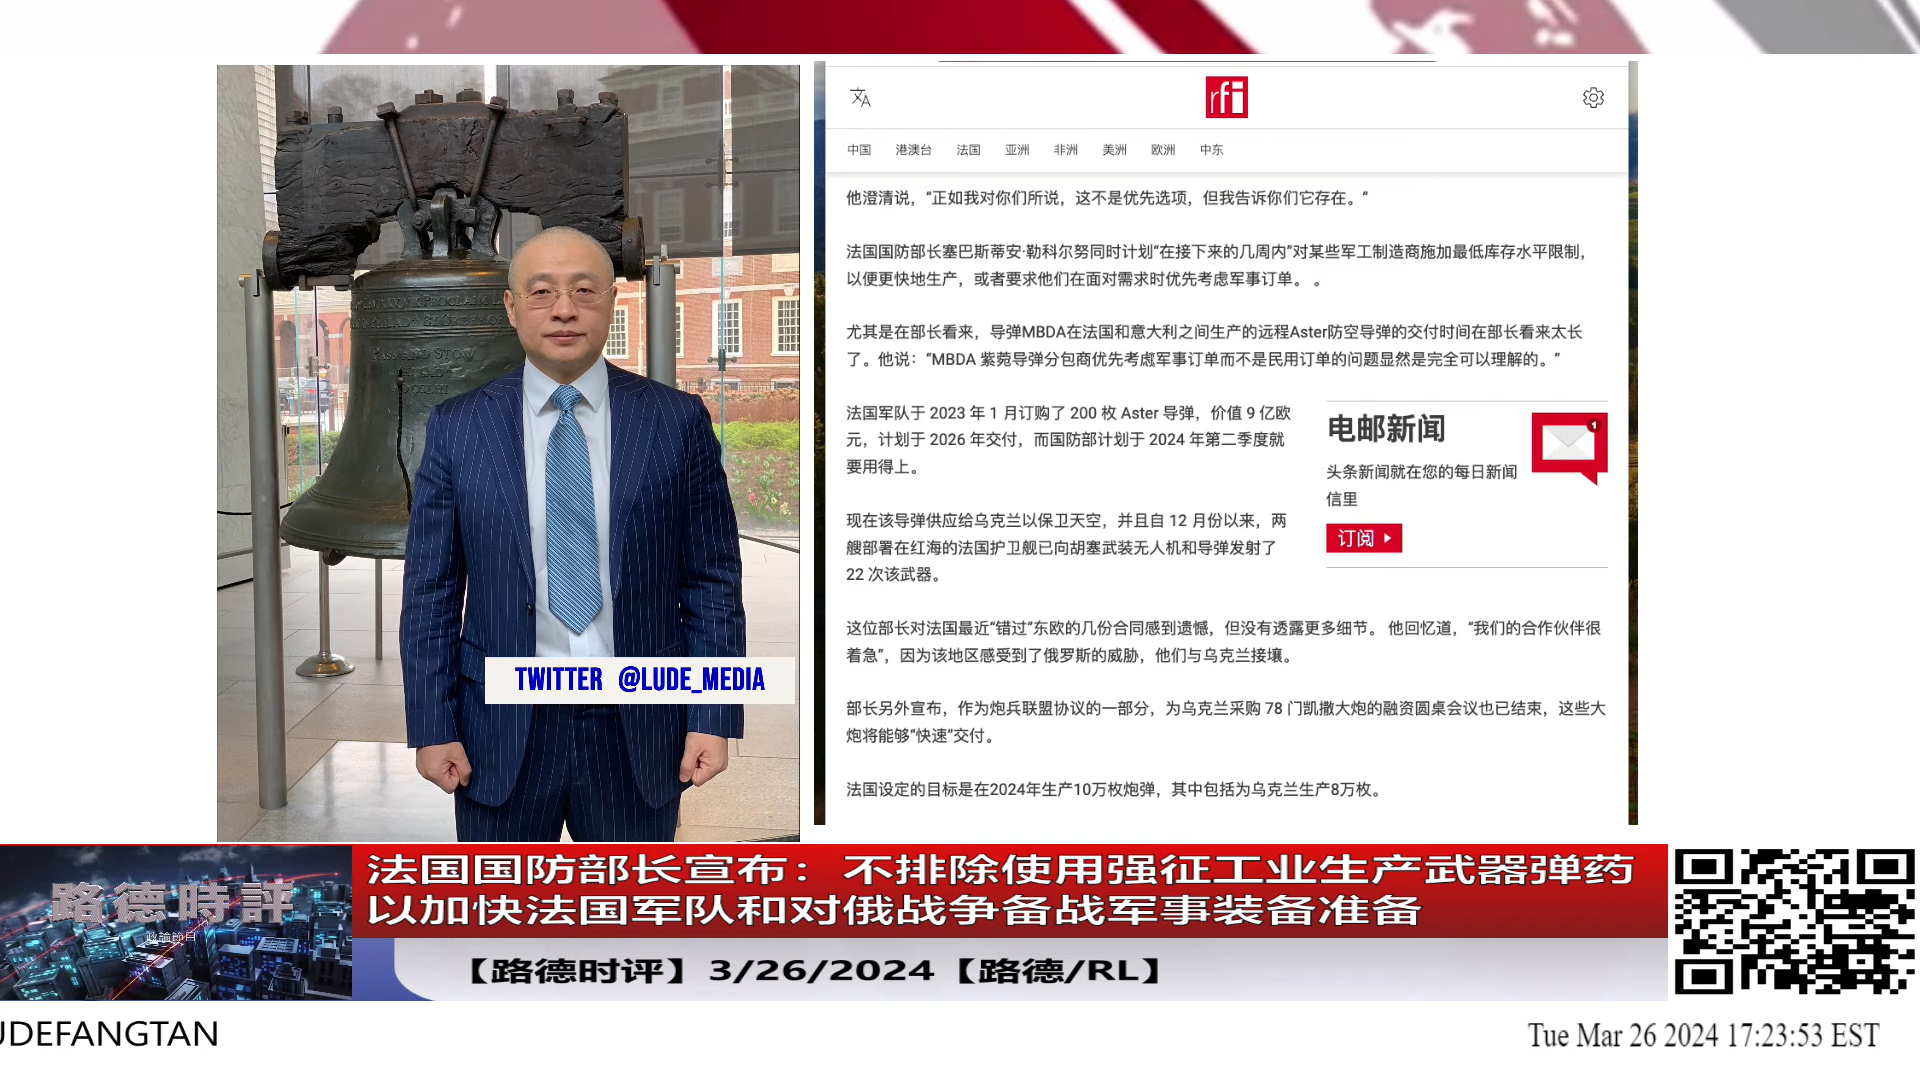 rfi
中国 港澳台 法国 亚洲 非洲 美洲 欧洲 中东
他澄清说，“正如我对你们所说，这不是优先选项，但我告诉你们它存在。”
法国国防部长塞巴斯蒂安·勒科尔努同时计划“在接下来的几周内”对某些军工制造商施加最低库存水平限制，
以便更快地生产，或者要求他们在面对需求时优先考虑军事订单。 。
尤其是在部长看来，导弹MBDA在法国和意大利之间生产的远程Aster防空导弹的交付时间在部长看来太长
了。他说：“MBDA 紫菀导弹分包商优先考虑军事订单而不是民用订单的问题显然是完全可以理解的。”
法国军队于 2023 年 1 月订购了 200 枚 Aster 导弹，价值 9 亿欧
元，计划于 2026 年交付，而国防部计划于 2024 年第二季度就
要用得上。
电邮新闻
头条新闻就在您的每日新闻
信里
订阅
现在该导弹供应给乌克兰以保卫天空，并且自 12 月份以来，两
艘部署在红海的法国护卫舰已向胡塞武装无人机和导弹发射了
22 次该武器。
这位部长对法国最近“错过”东欧的几份合同感到遗憾，但没有透露更多细节。 他回忆道，“我们的合作伙伴很
着急”，因为该地区感受到了俄罗斯的威胁，他们与乌克兰接壤。
部长另外宣布，作为炮兵联盟协议的一部分，为乌克兰采购 78 门凯撒大炮的融资圆桌会议也已结束，这些大
炮将能够“快速”交付。
法国设定的目标是在2024年生产10万枚炮弹，其中包括为乌克兰生产8万枚。
PASS AND STOW
TWITTER @LUDE_MEDIA
路德時評
政論節目
法国国防部长宣布：不排除使用强征工业生产武器弹药
以加快法国军队和对俄战争备战军事装备准备
【路德时评】3/26/2024【路德/RL】
UDEFANGTAN
Tue Mar 26 2024 17:23:53 EST